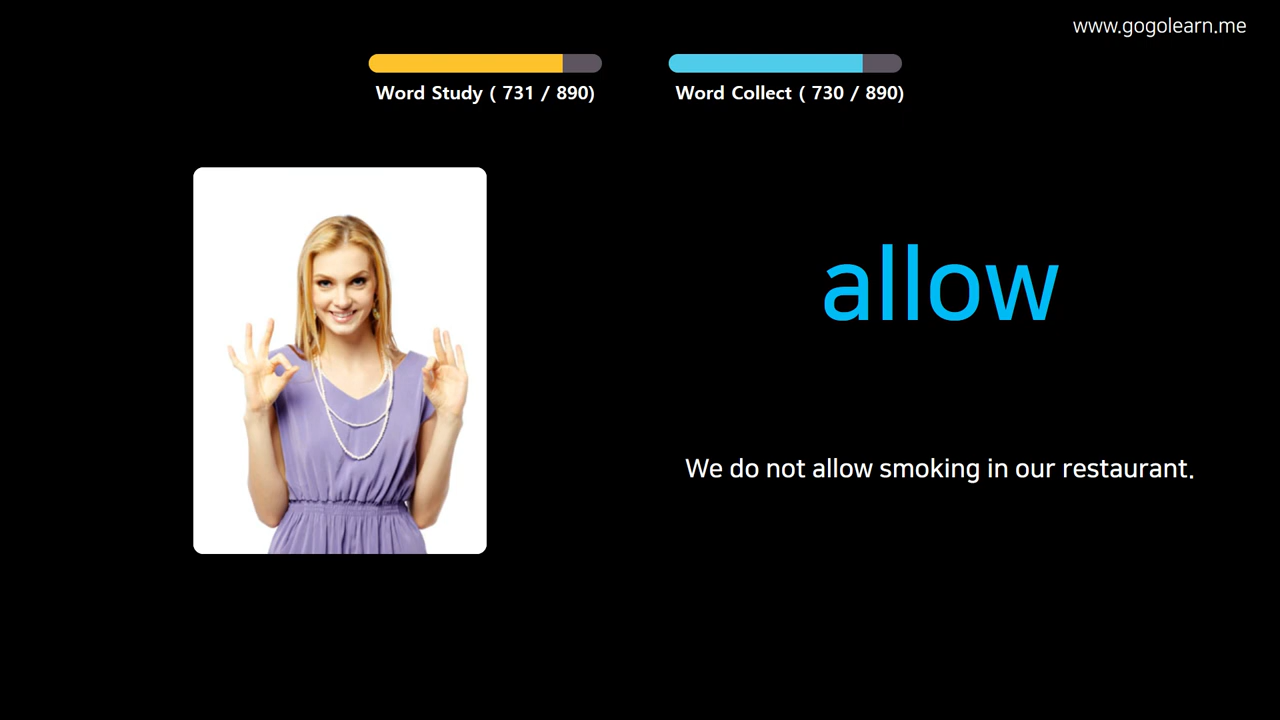 www.gogolearn.me
Word Study ( 731 / 890)
Word Collect ( 730 / 890)
allow
We do not allow smoking in our restaurant.